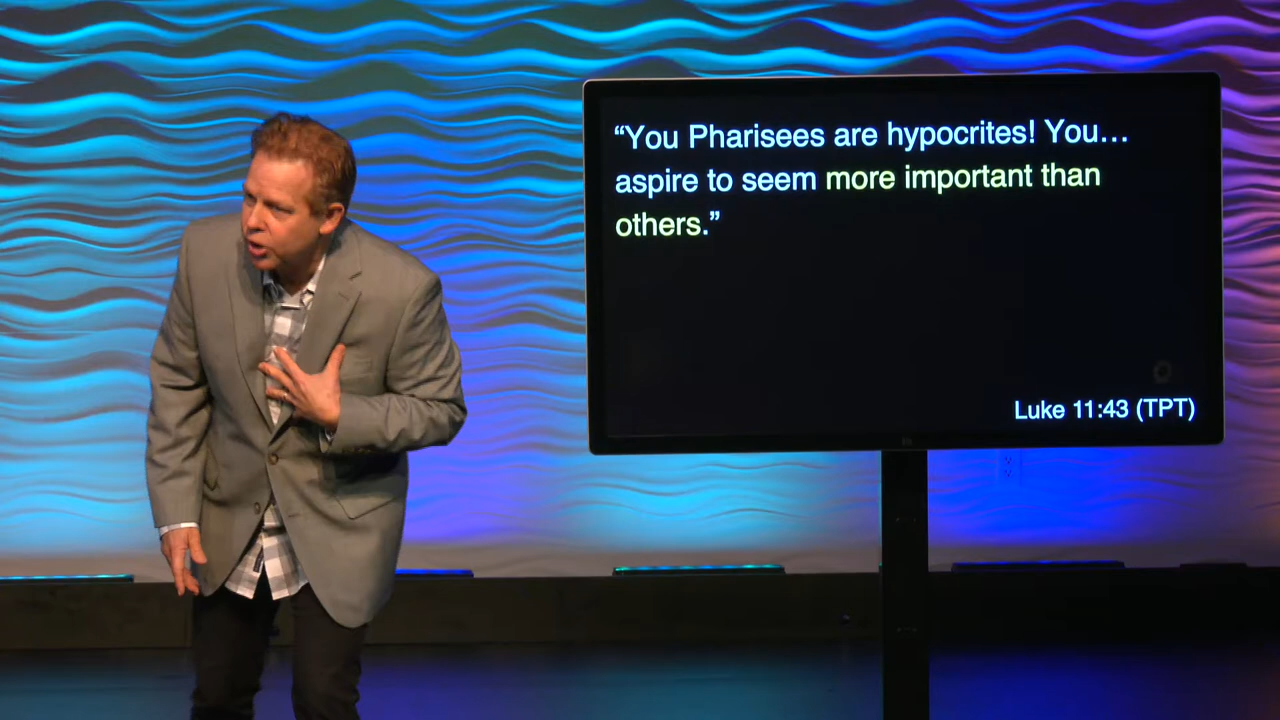 “You Pharisees are hypocrites! You…
aspire to seem more important than
others.”
Luke 11:43 (TPT)